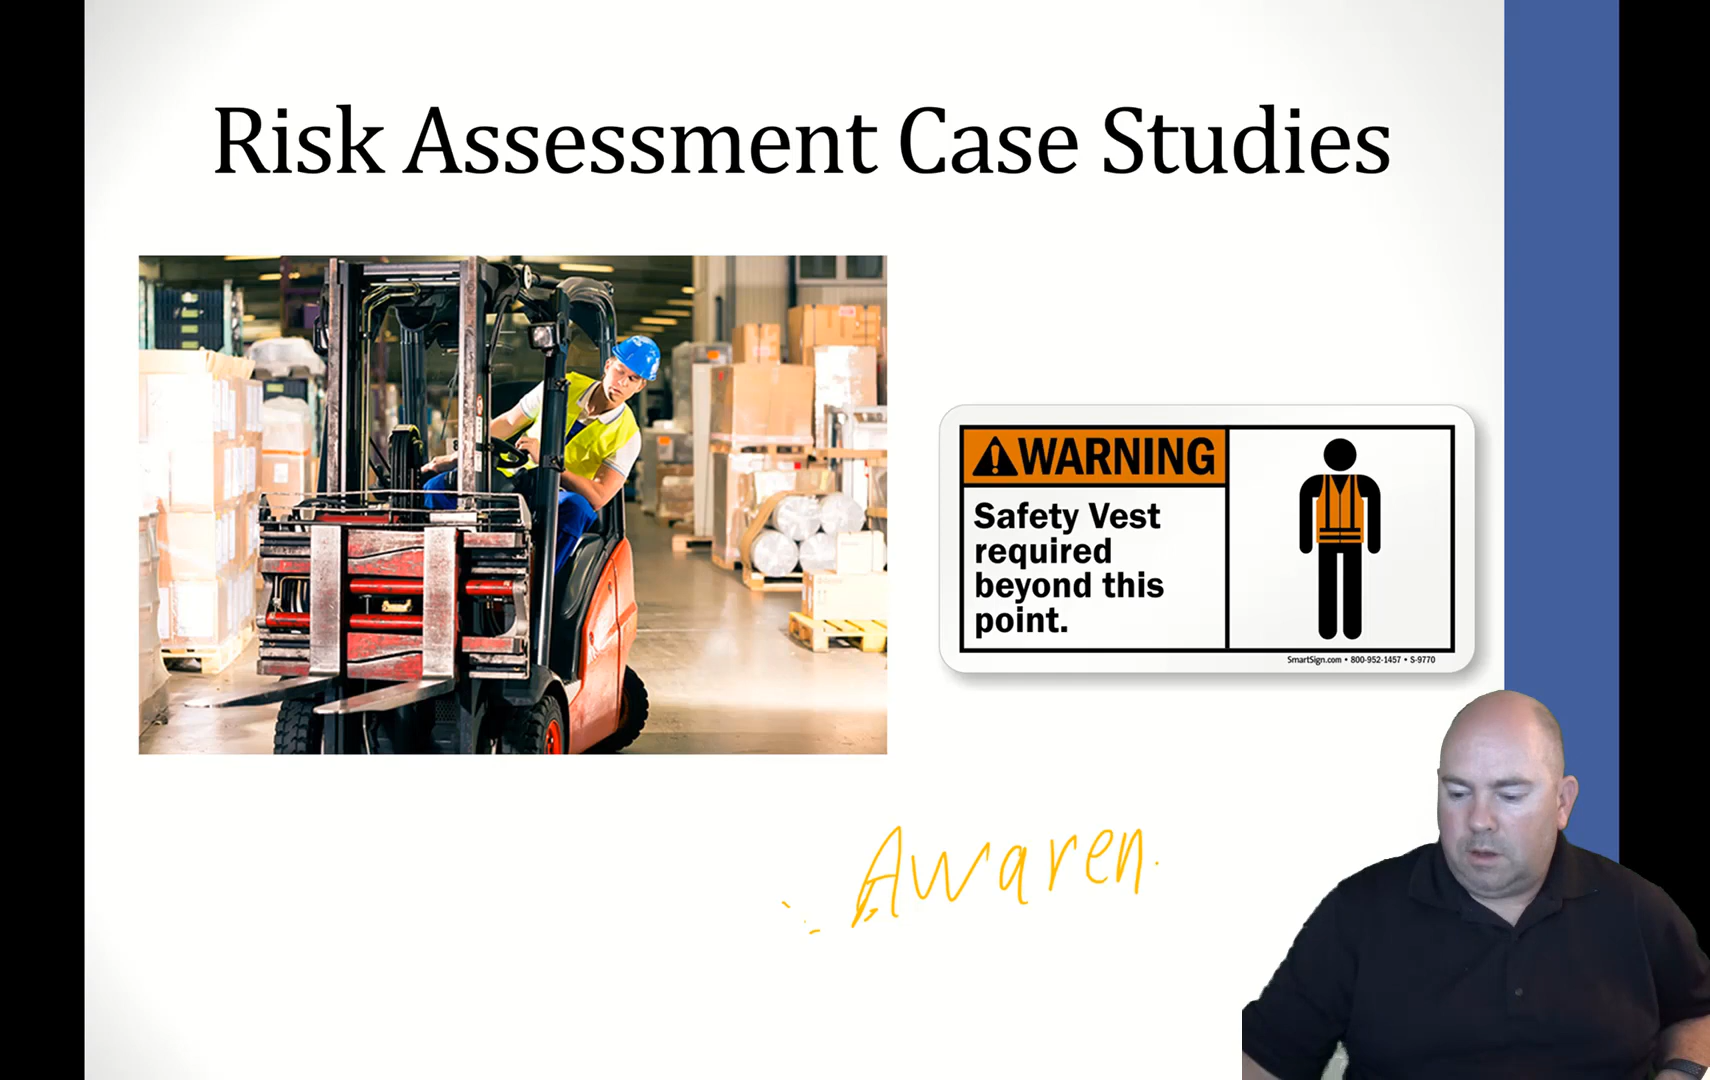 Risk Assessment Case Studies
WARNING
Safety Vest
required
beyond this
point.
SmartSign.com • 800-952-1457 • S-9770
Awaren